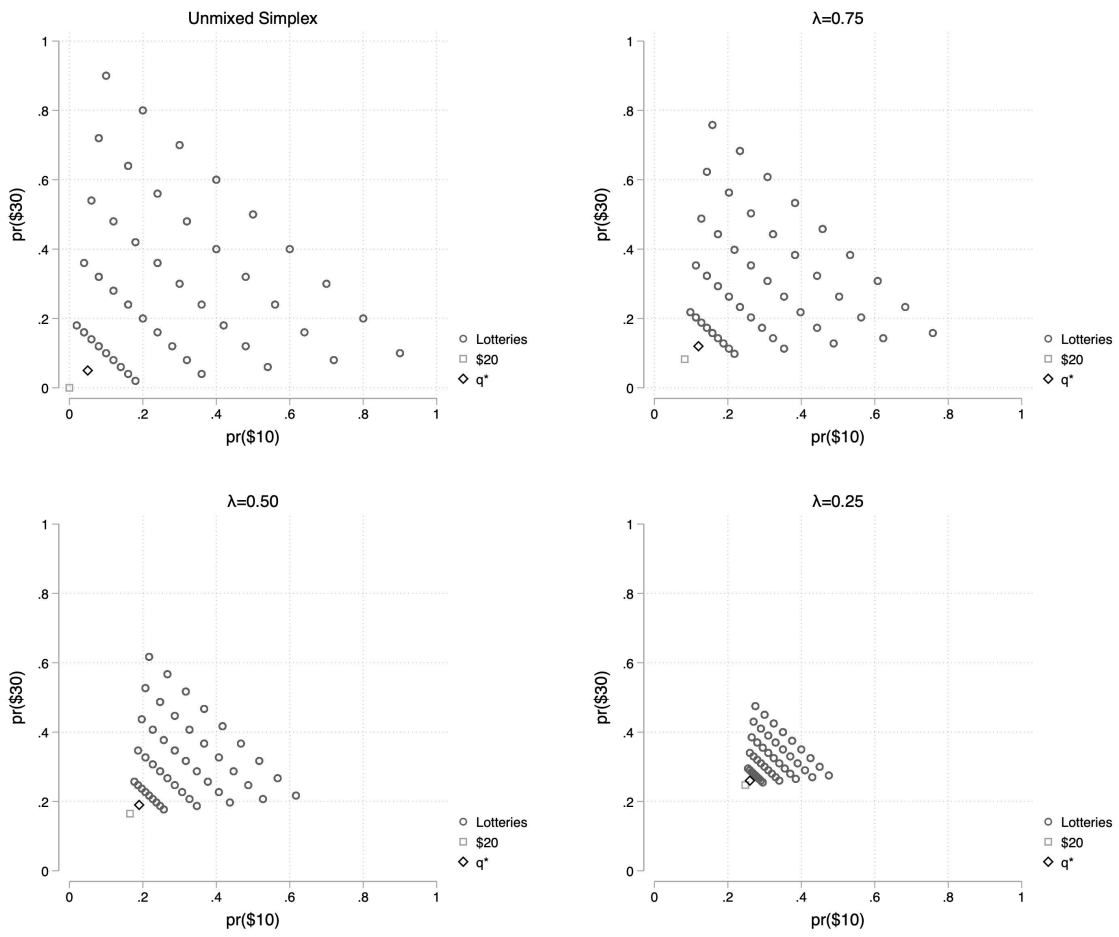 Unmixed Simplex
pr($30)
1
.8
.6
.4
.2
0
0 .2 .4 .6 .8 1
pr($10)
Lotteries
$20
q*
λ=0.75
pr($30)
1
.8
.6
.4
.2
0
0 .2 .4 .6 .8 1
pr($10)
Lotteries
$20
q*
λ=0.50
pr($30)
1
.8
.6
.4
.2
0
0 .2 .4 .6 .8 1
pr($10)
Lotteries
$20
q*
λ=0.25
pr($30)
1
.8
.6
.4
.2
0
0 .2 .4 .6 .8 1
pr($10)
Lotteries
$20
q*